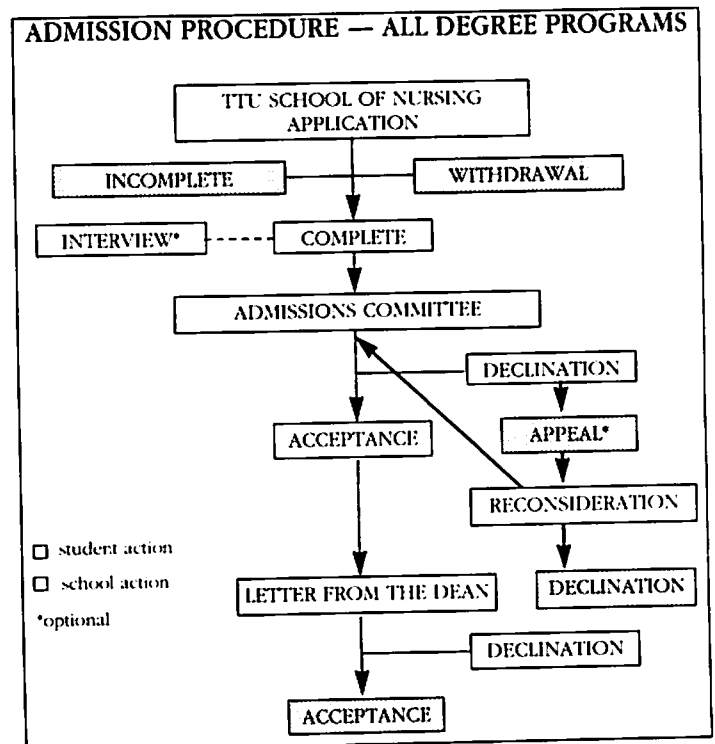 ADMISSION PROCEDURE — ALL DEGREE PROGRAMS
TTU SCHOOL OF NURSING
APPLICATION
INCOMPLETE
WITHDRAWAL
INTERVIEW*
COMPLETE
ADMISSIONS COMMITTEE
DECLINATION
ACCEPTANCE
APPEAL*
RECONSIDERATION
□ student action
□ school action
*optional
LETTER FROM THE DEAN
DECLINATION
DECLINATION
ACCEPTANCE